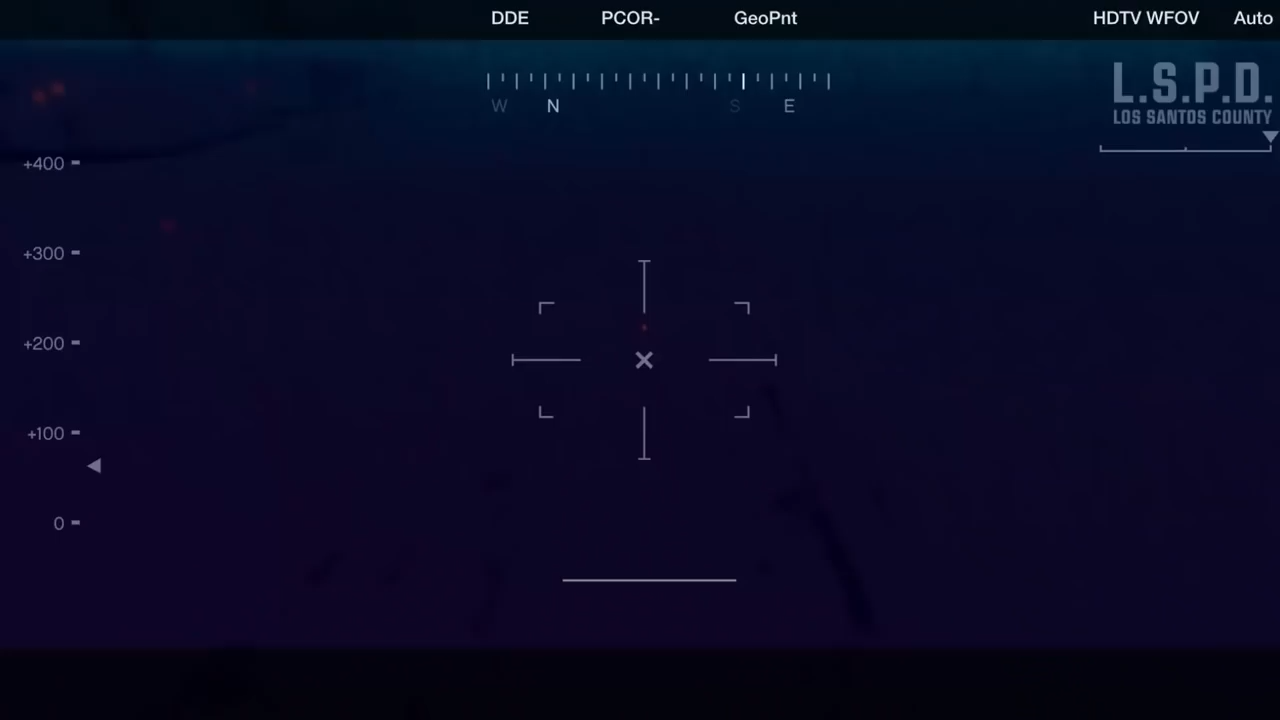 DDE PCOR- GeoPnt HDTV WFOV Auto
W N S E
L.S.P.D.
LOS SANTOS COUNTY
+400
+300
+200
+100
0